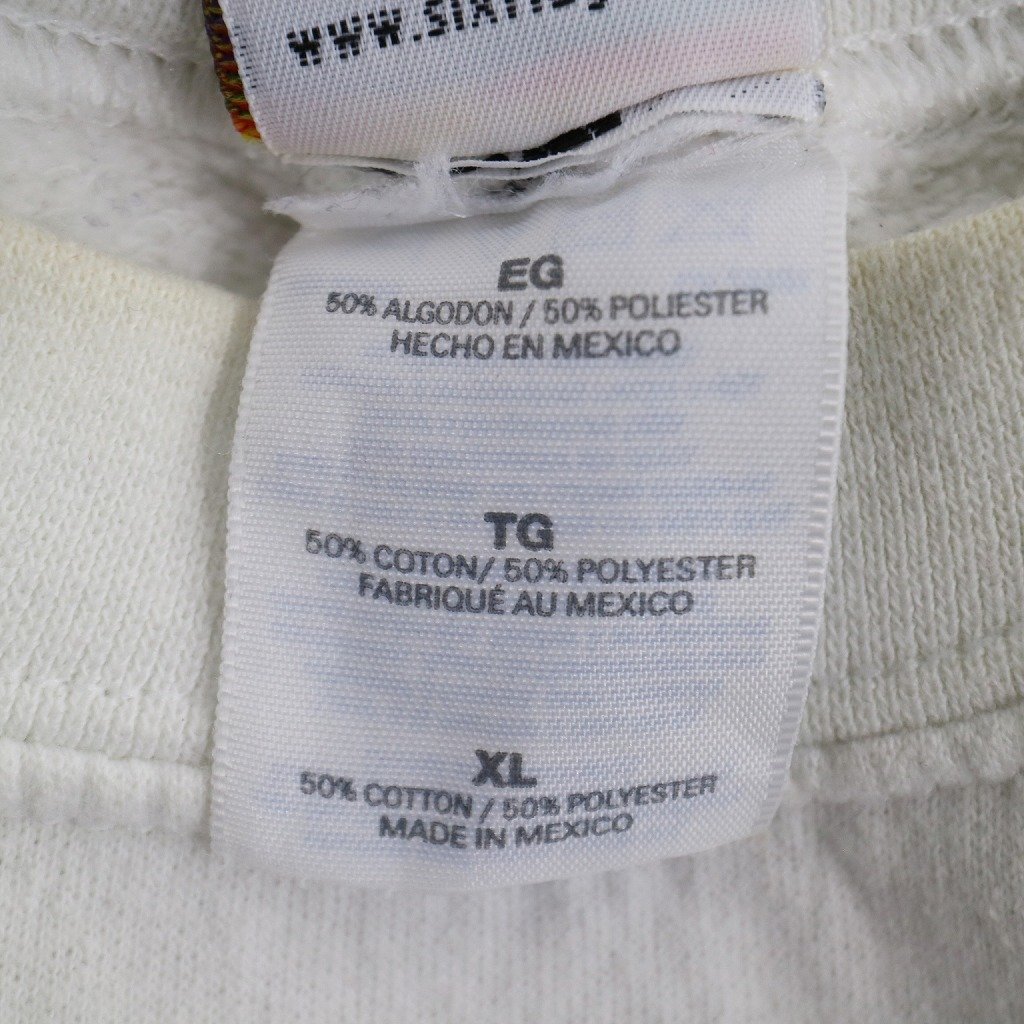 EG
50% ALGODON / 50% POLIESTER
HECHO EN MEXICO
TG
50% COTON/ 50% POLYESTER
FABRIQUÉ AU MEXICO
XL
50% COTTON / 50% POLYESTER
MADE IN MEXICO